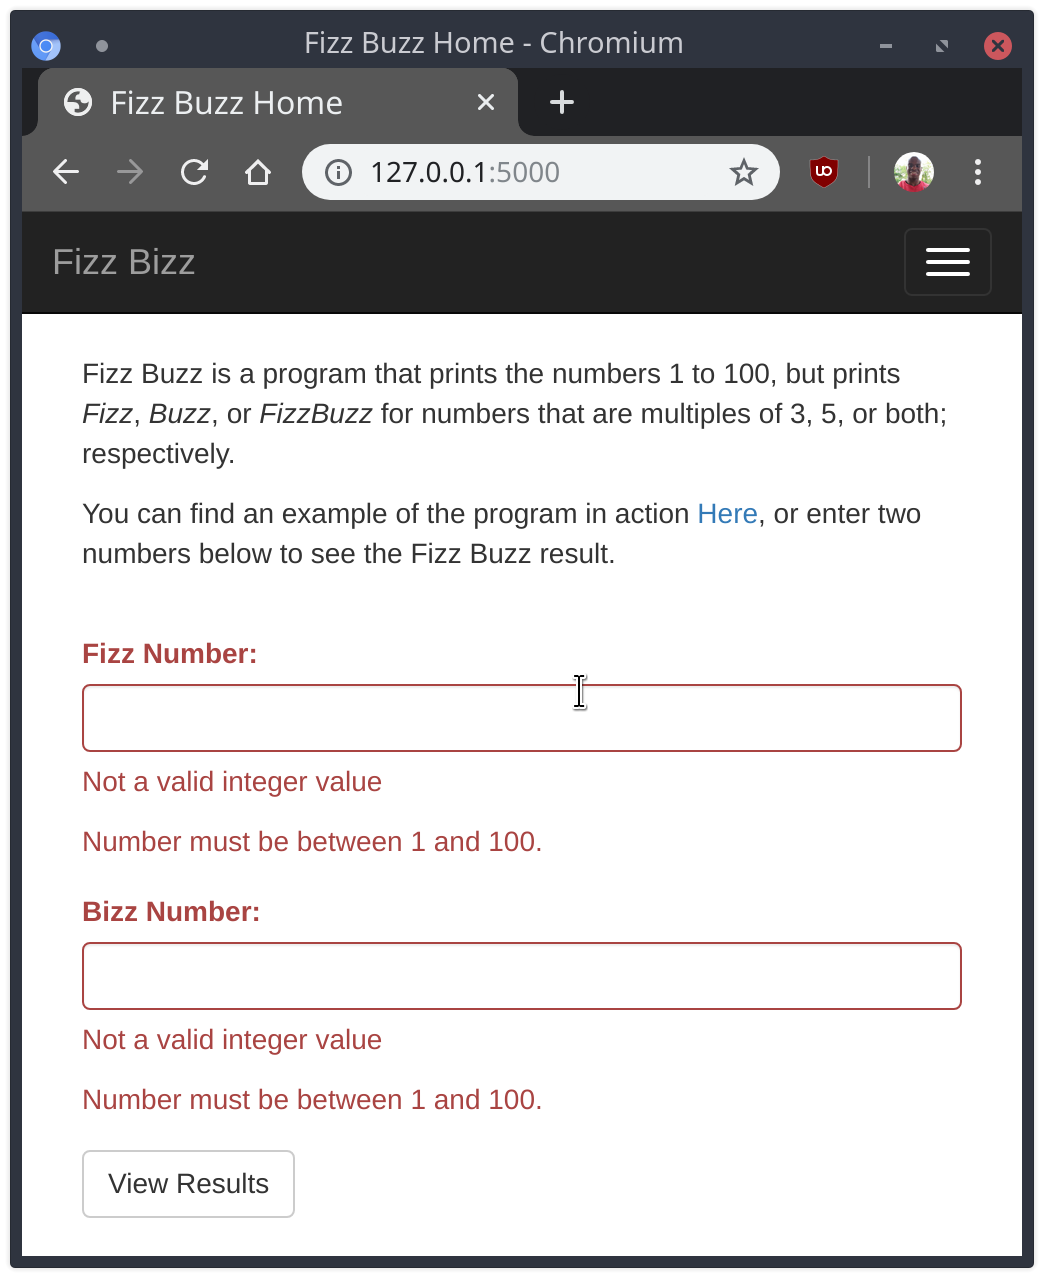 Fizz Buzz Home - Chromium
Fizz Buzz Home
127.0.0.1:5000
Fizz Bizz
Fizz Buzz is a program that prints the numbers 1 to 100, but prints
Fizz, Buzz, or FizzBuzz for numbers that are multiples of 3, 5, or both;
respectively.
You can find an example of the program in action Here, or enter two
numbers below to see the Fizz Buzz result.
Fizz Number:
Not a valid integer value
Number must be between 1 and 100.
Bizz Number:
Not a valid integer value
Number must be between 1 and 100.
View Results